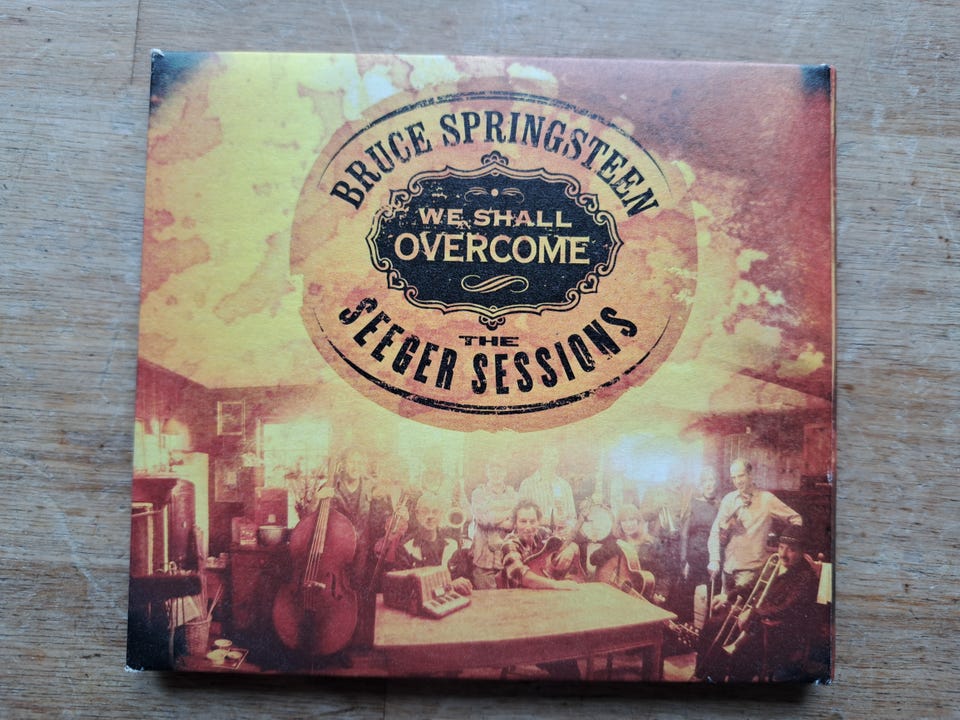 BRUCE SPRINGSTEEN
WE SHALL
OVERCOME
THE
SEEGER SESSIONS